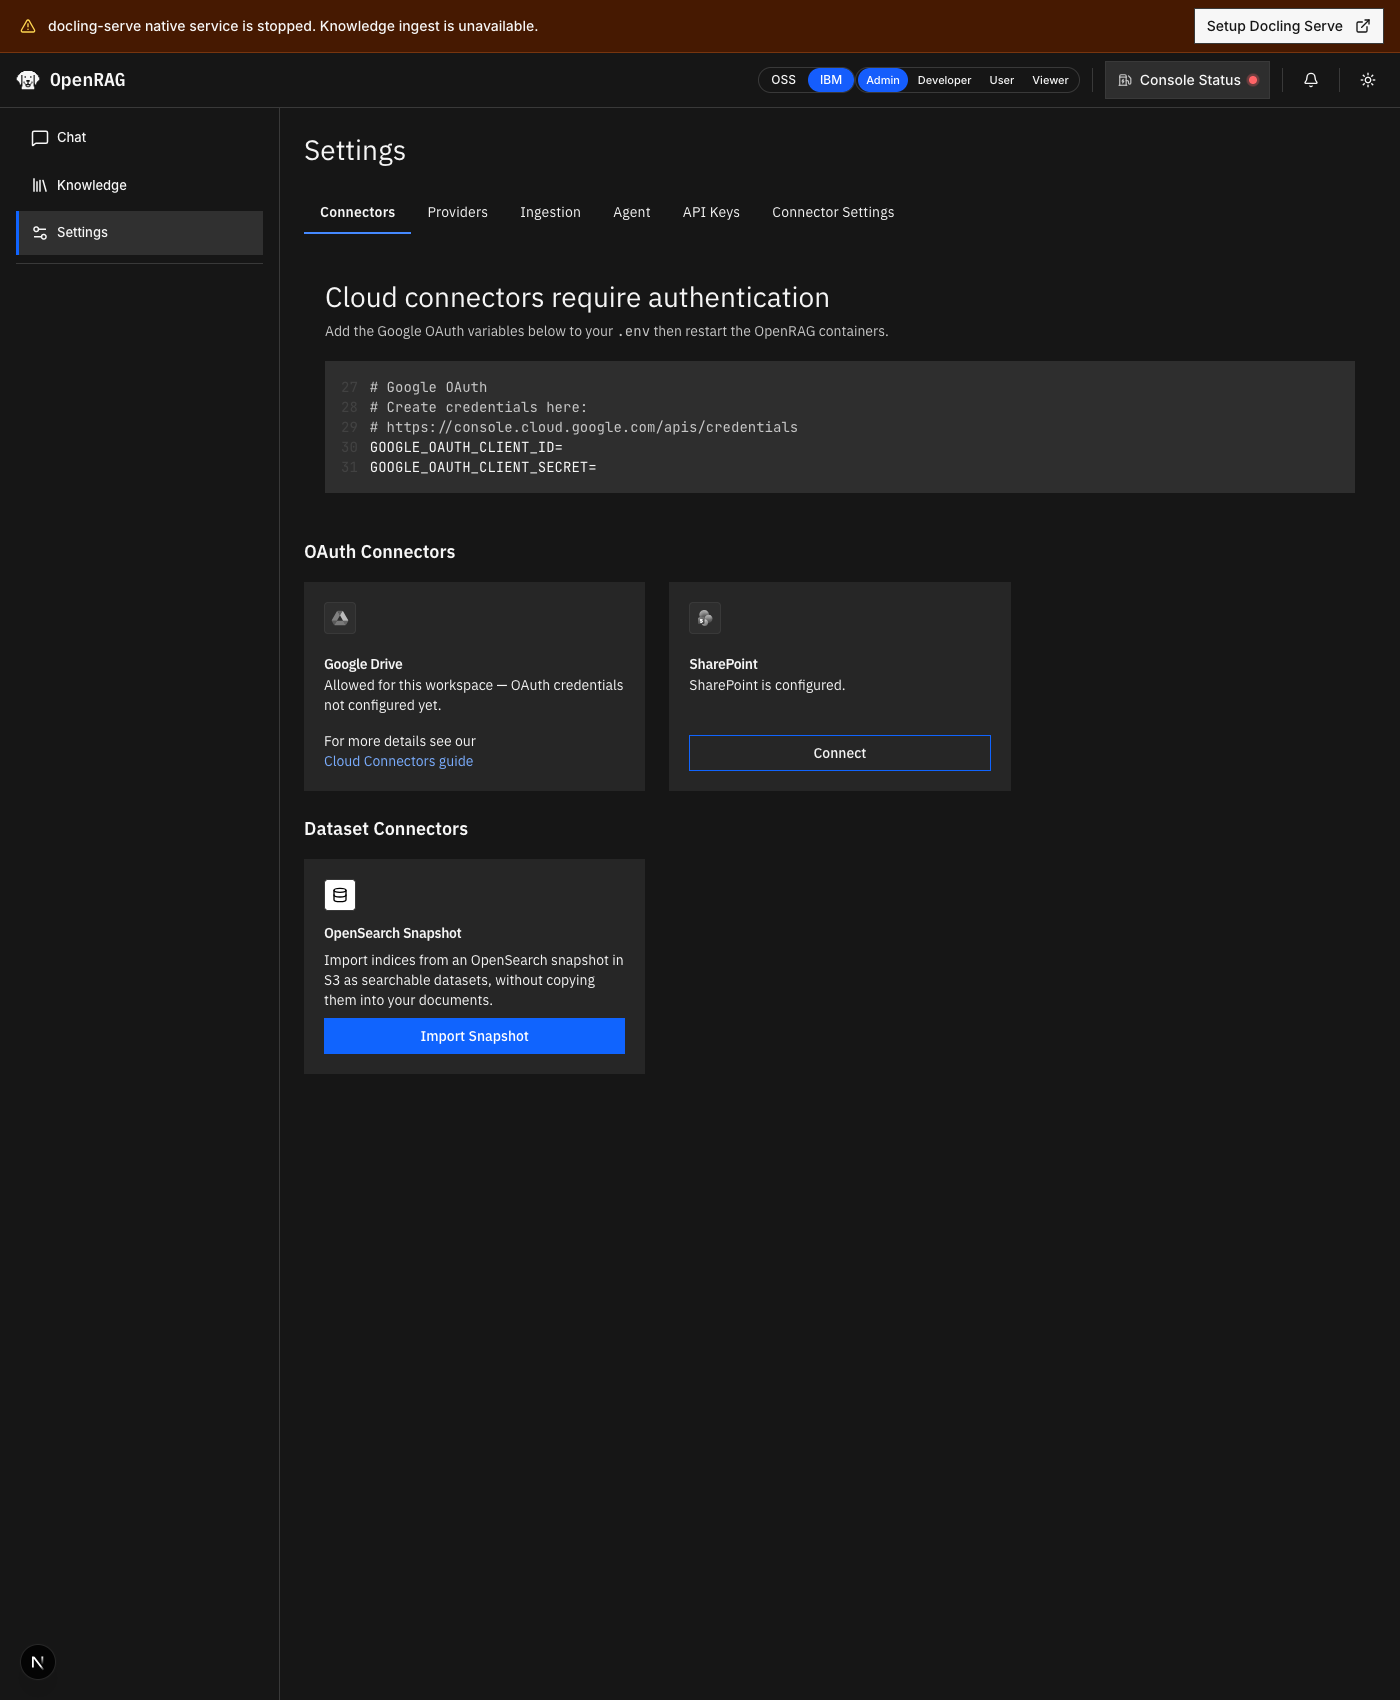 docling-serve native service is stopped. Knowledge ingest is unavailable.
Setup Docling Serve
OpenRAG
OSS
IBM
Admin
Developer
User
Viewer
Console Status
Chat
Knowledge
Settings
Settings
Connectors
Providers
Ingestion
Agent
API Keys
Connector Settings
Cloud connectors require authentication
Add the Google OAuth variables below to your .env then restart the OpenRAG containers.
27 # Google OAuth
28 # Create credentials here:
29 # https://console.cloud.google.com/apis/credentials
30 GOOGLE_OAUTH_CLIENT_ID=
31 GOOGLE_OAUTH_CLIENT_SECRET=
OAuth Connectors
Google Drive
Allowed for this workspace — OAuth credentials
not configured yet.
For more details see our
Cloud Connectors guide
SharePoint
SharePoint is configured.
Connect
Dataset Connectors
OpenSearch Snapshot
Import indices from an OpenSearch snapshot in
S3 as searchable datasets, without copying
them into your documents.
Import Snapshot
N